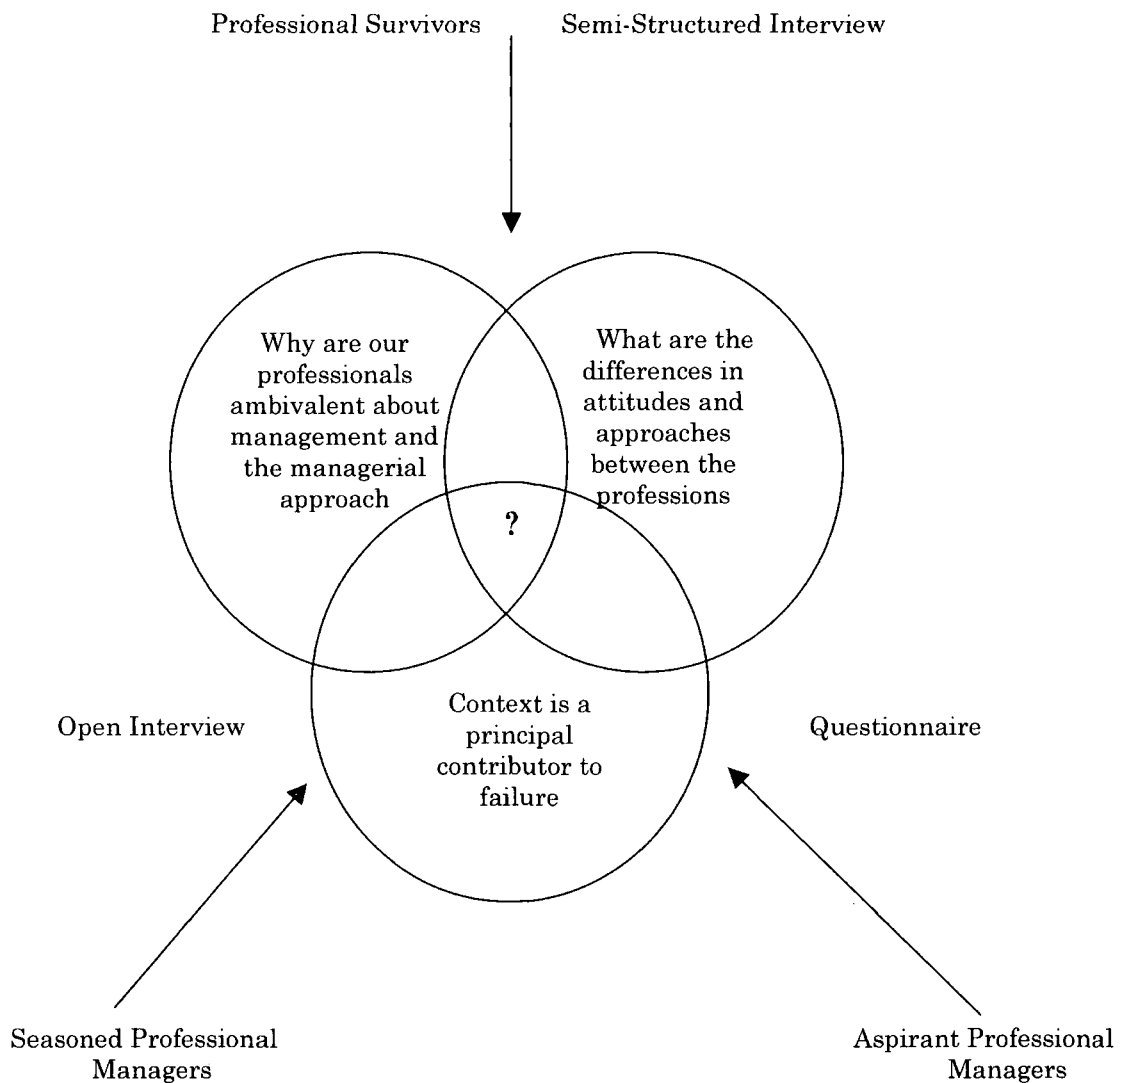 Professional Survivors
Semi-Structured Interview
Why are our
professionals
ambivalent about
management and
the managerial
approach
What are the
differences in
attitudes and
approaches
between the
professions
?
Context is a
principal
contributor to
failure
Open Interview
Questionnaire
Seasoned Professional
Managers
Aspirant Professional
Managers